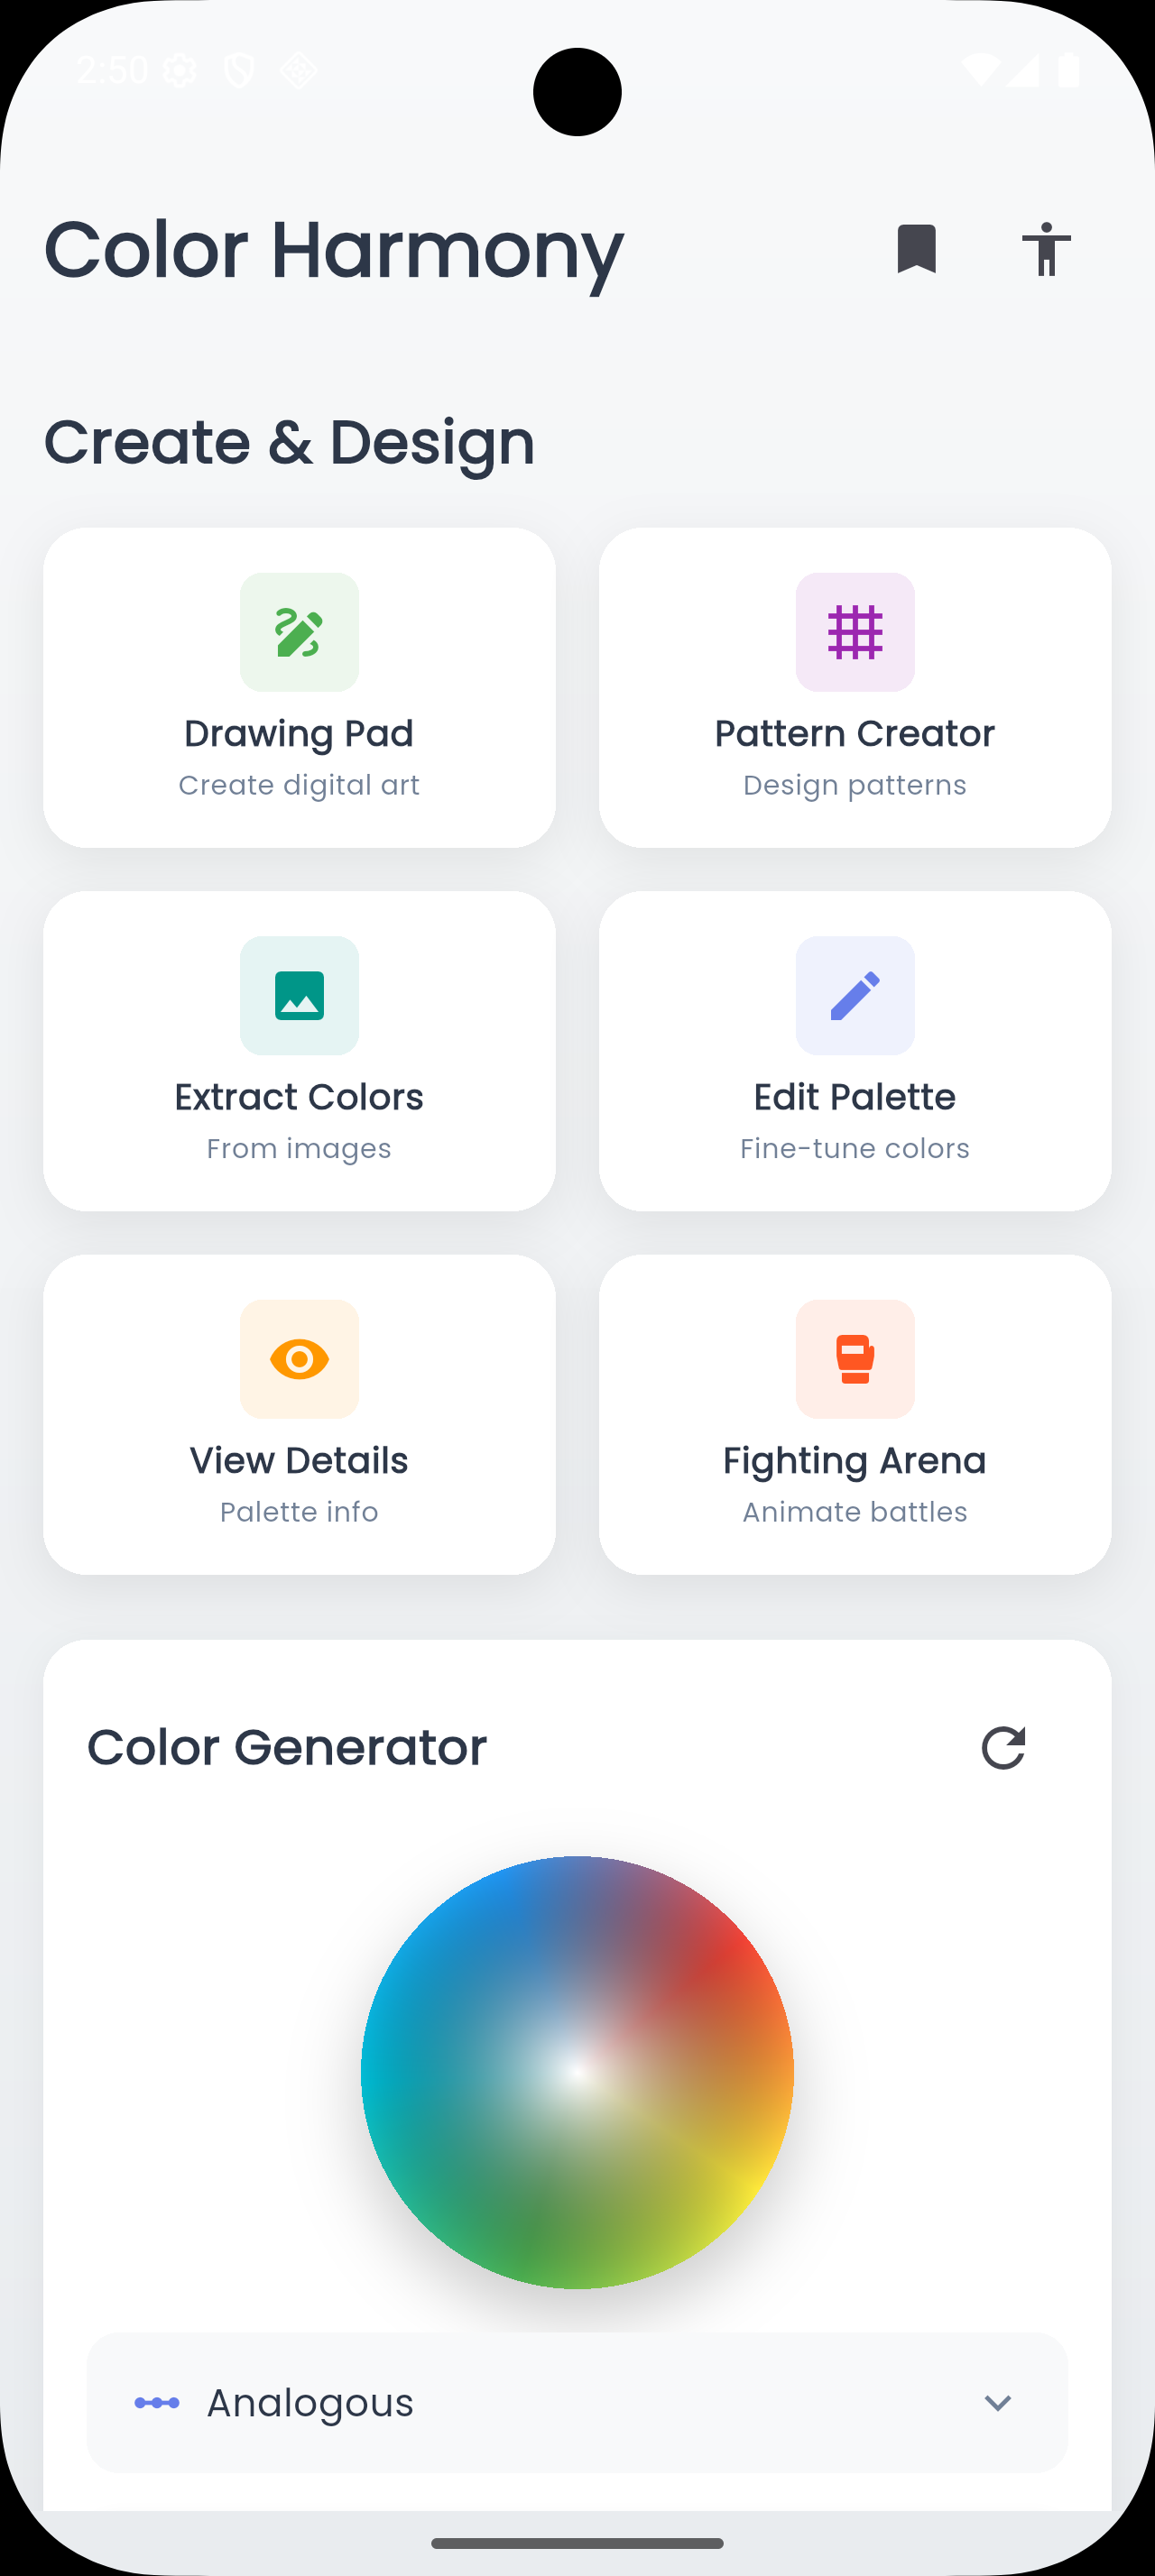 2:50
Color Harmony
Create & Design
Drawing Pad
Create digital art
Pattern Creator
Design patterns
Extract Colors
From images
Edit Palette
Fine-tune colors
View Details
Palette info
Fighting Arena
Animate battles
Color Generator
Analogous